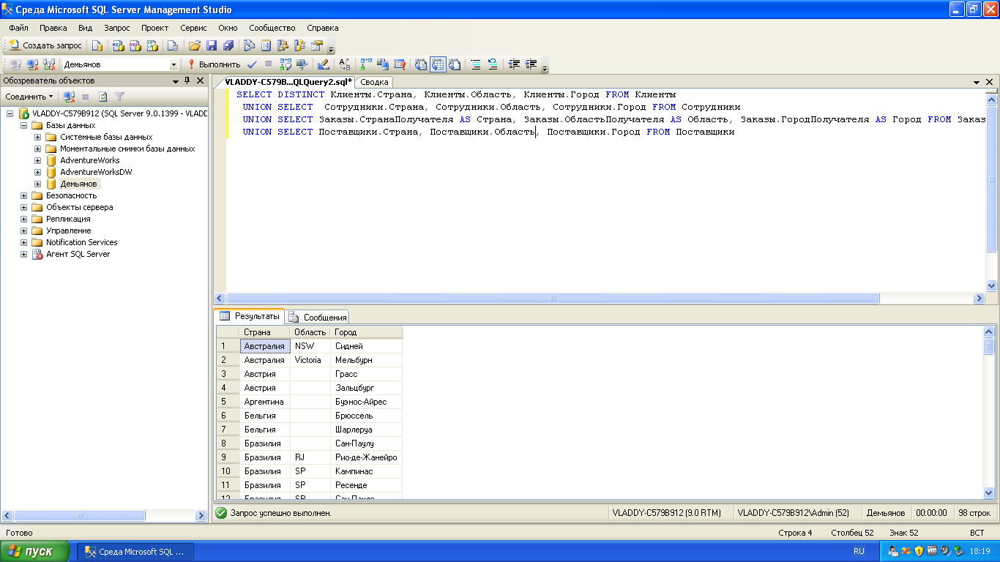 Среда Microsoft SQL Server Management Studio
Файл Правка Вид Запрос Проект Сервис Окно Сообщество Справка
Создать запрос
Демьянов Выполнить
Обозреватель объектов
VLADDY-C579B...QLQuery2.sql* Сводка
Соединить
VLADDY-C579B912 (SQL Server 9.0.1399 - VLADD
Базы данных
Системные базы данных
Моментальные снимки базы данных
AdventureWorks
AdventureWorksDW
Демьянов
Безопасность
Объекты сервера
Репликация
Управление
Notification Services
Агент SQL Server
SELECT DISTINCT Клиенты.Страна, Клиенты.Область, Клиенты.Город FROM Клиенты
UNION SELECT Сотрудники.Страна, Сотрудники.Область, Сотрудники.Город FROM Сотрудники
UNION SELECT Заказы.СтранаПолучателя AS Страна, Заказы.ОбластьПолучателя AS Область, Заказы.ГородПолучателя AS Город FROM Заказ
UNION SELECT Поставщики.Страна, Поставщики.Область, Поставщики.Город FROM Поставщики
Результаты Сообщения
Страна Область Город
1 Австралия NSW Сидней
2 Австралия Victoria Мельбурн
3 Австрия Грасс
4 Австрия Зальцбург
5 Аргентина Буэнос-Айрес
6 Бельгия Брюссель
7 Бельгия Шарлеруа
8 Бразилия Сан-Паулу
9 Бразилия RJ Рио-де-Жанейро
10 Бразилия SP Кампинас
11 Бразилия SP Ресенде
12 Бразилия SP
Запрос успешно выполнен. VLADDY-C579B912 (9.0 RTM) VLADDY-C579B912\Admin (52) Демьянов 00:00:00 98 строк
Готово Строка 4 Столбец 52 Знак 52 ВСТ
пуск Среда Microsoft SQL ... RU 18:19